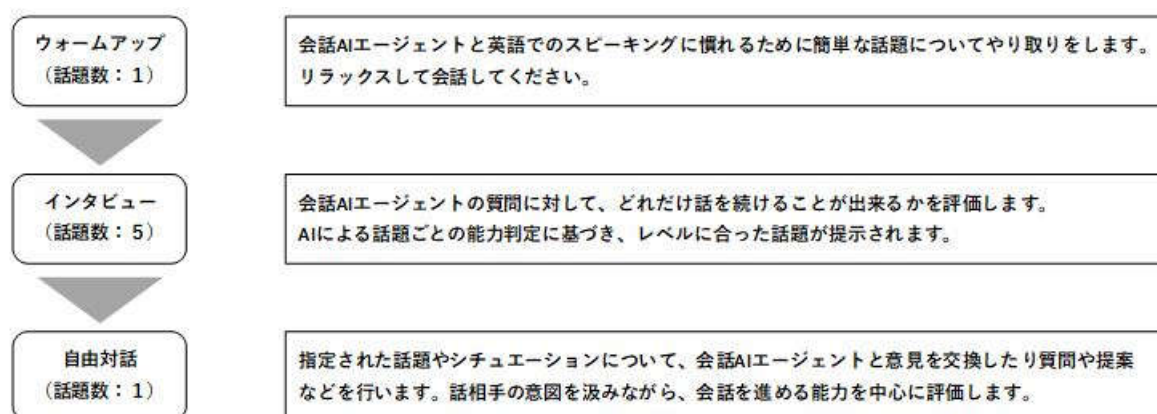 ウォームアップ
（話題数：1）
会話AIエージェントと英語でのスピーキングに慣れるために簡単な話題についてやり取りをします。
リラックスして会話してください。
インタビュー
（話題数：5）
会話AIエージェントの質問に対して、どれだけ話を続けることが出来るかを評価します。
AIによる話題ごとの能力判定に基づき、レベルに合った話題が提示されます。
自由対話
（話題数：1）
指定された話題やシチュエーションについて、会話AIエージェントと意見を交換したり質問や提案
などを行います。話相手の意図を汲みながら、会話を進める能力を中心に評価します。